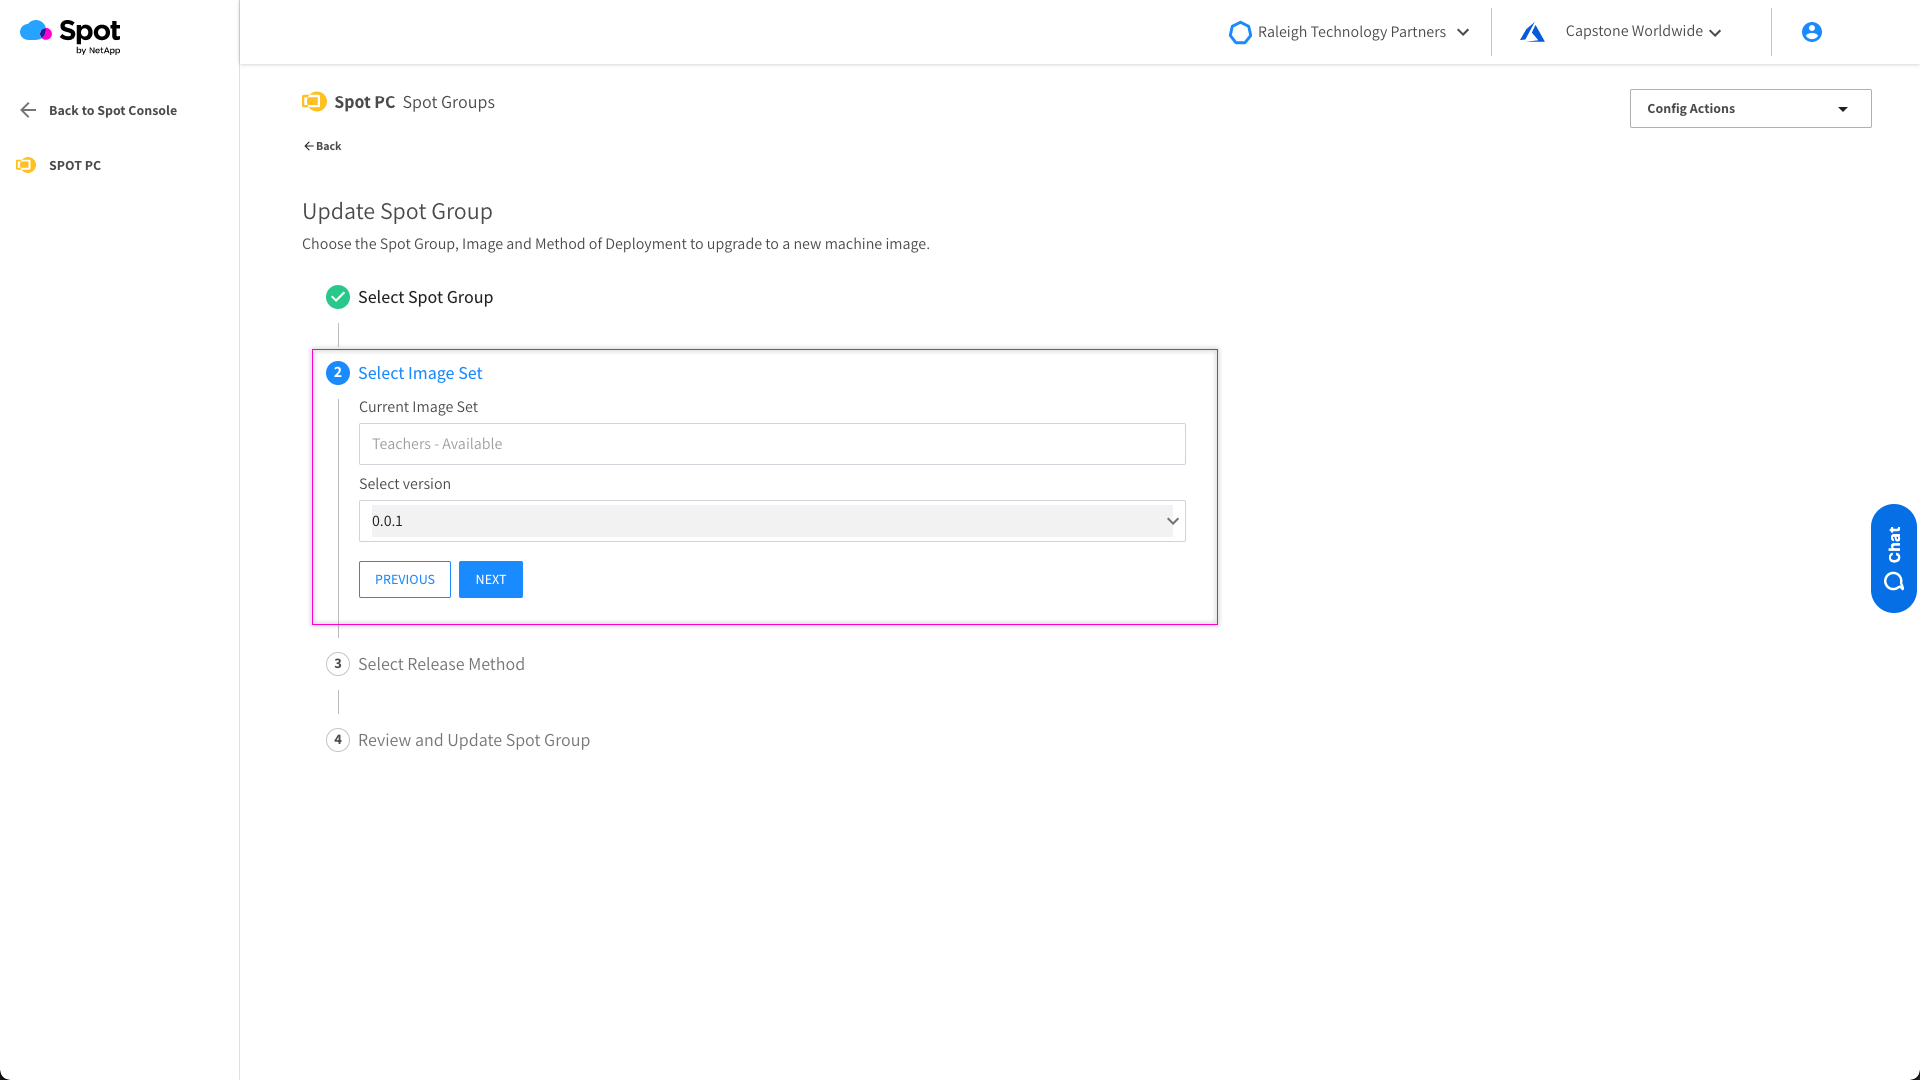 Spot
by NetApp
Raleigh Technology Partners
Capstone Worldwide
Back to Spot Console
SPOT PC
Spot PC Spot Groups
Config Actions
Back
Update Spot Group
Choose the Spot Group, Image and Method of Deployment to upgrade to a new machine image.
Select Spot Group
2 Select Image Set
Current Image Set
Teachers - Available
Select version
0.0.1
PREVIOUS NEXT
Chat
3 Select Release Method
4 Review and Update Spot Group